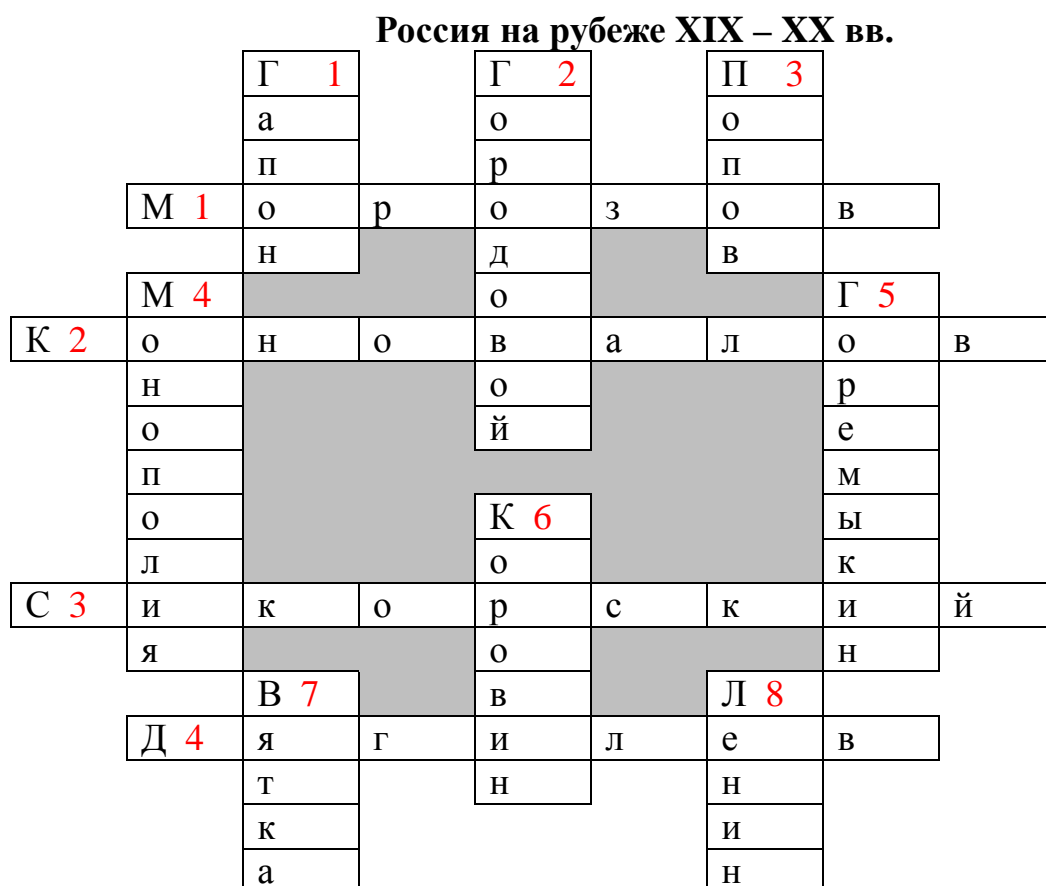 Россия на рубеже XIX – XX вв.
Г 1 Г 2 П 3
а о о
п р п
М 1 о р о з о в
н д в
М 4 о Г 5
К 2 о н о в а л о в
н о р
о й е
п м
о К 6 ы
л о к
С 3 и к о р с к и й
я о н
В 7 в Л 8
Д 4 я г и л е в
т н н
к и
а н